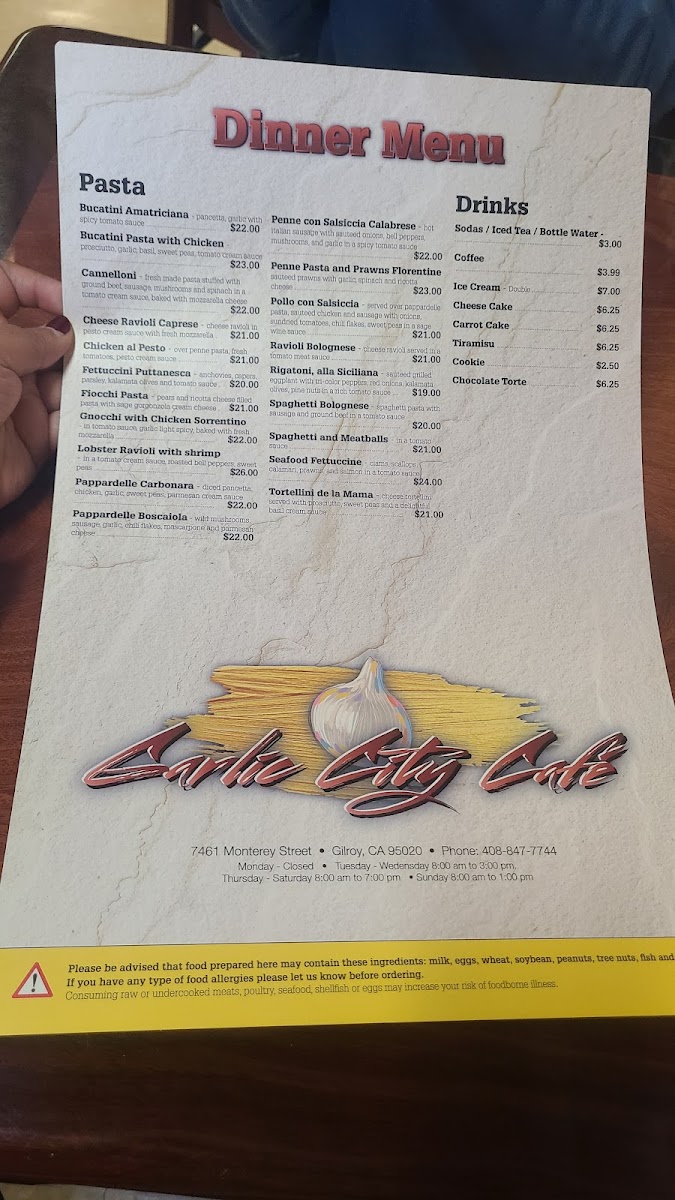 Dinner Menu
Pasta
Bucatini Amatriciana - pancetta, garlic with
spicy tomato sauce $22.00
Bucatini Pasta with Chicken
prosciutto, garlic, basil, sweet peas, tomato cream sauce
$23.00
Cannelloni - fresh made pasta stuffed with
ground beef, sausage, mushrooms and spinach in a
tomato cream sauce, baked with mozzarella cheese
$22.00
Cheese Ravioli Caprese - cheese ravioli in
pesto cream sauce with fresh mozzarella $21.00
Chicken al Pesto - over penne pasta, fresh
tomatoes, pesto cream sauce $21.00
Fettuccini Puttanesca - anchovies, capers,
parsley, kalamata olives and tomato sauce $20.00
Fiocchi Pasta - pears and ricotta cheese filled
pasta with sage gorgonzola cream cheese $21.00
Gnocchi with Chicken Sorrentino
- in tomato sauce, garlic light spicy, baked with fresh
mozzarella $22.00
Lobster Ravioli with shrimp
- in a tomato cream sauce, roasted bell peppers, sweet
peas $26.00
Pappardelle Carbonara - diced pancetta,
chicken, garlic, sweet peas, parmesan cream sauce
$22.00
Pappardelle Boscaiola - wild mushrooms,
sausage, garlic, chili flakes, mascarpone and parmesan
cheese $22.00
Penne con Salsiccia Calabrese - hot
italian sausage with sauteed onions, bell peppers,
mushrooms, and garlic in a spicy tomato sauce
$22.00
Penne Pasta and Prawns Florentine
sauteed prawns with garlic spinach and ricotta
cheese $23.00
Pollo con Salsiccia - served over pappardelle
pasta, sauteed chicken and sausage with onions,
sundried tomatoes, chili flakes, sweet peas in a sage
wine sauce $21.00
Ravioli Bolognese - cheese ravioli served in a
tomato meat sauce $21.00
Rigatoni, alla Siciliana - sauteed grilled
eggplant with tri-color peppers, red onions, kalamata
olives, pine nuts in a rich tomato sauce $19.00
Spaghetti Bolognese - spaghetti pasta with
sausage and ground beef in a tomato sauce
$20.00
Spaghetti and Meatballs - in a tomato
sauce $21.00
Seafood Fettuccine - clams, scallops,
calamari, prawns, and salmon in a tomato sauce
$24.00
Tortellini de la Mama - cheese tortellini
served with prosciutto, sweet peas and a delightful
basil cream sauce $21.00
Drinks
Sodas / Iced Tea / Bottle Water -
$3.00
Coffee
$3.99
Ice Cream - Double $7.00
Cheese Cake $6.25
Carrot Cake $6.25
Tiramisu $6.25
Cookie $2.50
Chocolate Torte $6.25
Garlic City Café
7461 Monterey Street • Gilroy, CA 95020 • Phone: 408-847-7744
Monday - Closed • Tuesday - Wedensday 8:00 am to 3:00 pm.
Thursday - Saturday 8:00 am to 7:00 pm • Sunday 8:00 am to 1:00 pm
Please be advised that food prepared here may contain these ingredients: milk, eggs, wheat, soybean, peanuts, tree nuts, fish and
If you have any type of food allergies please let us know before ordering.
Consuming raw or undercooked meats, poultry, seafood, shellfish or eggs may increase your risk of foodborne illness.